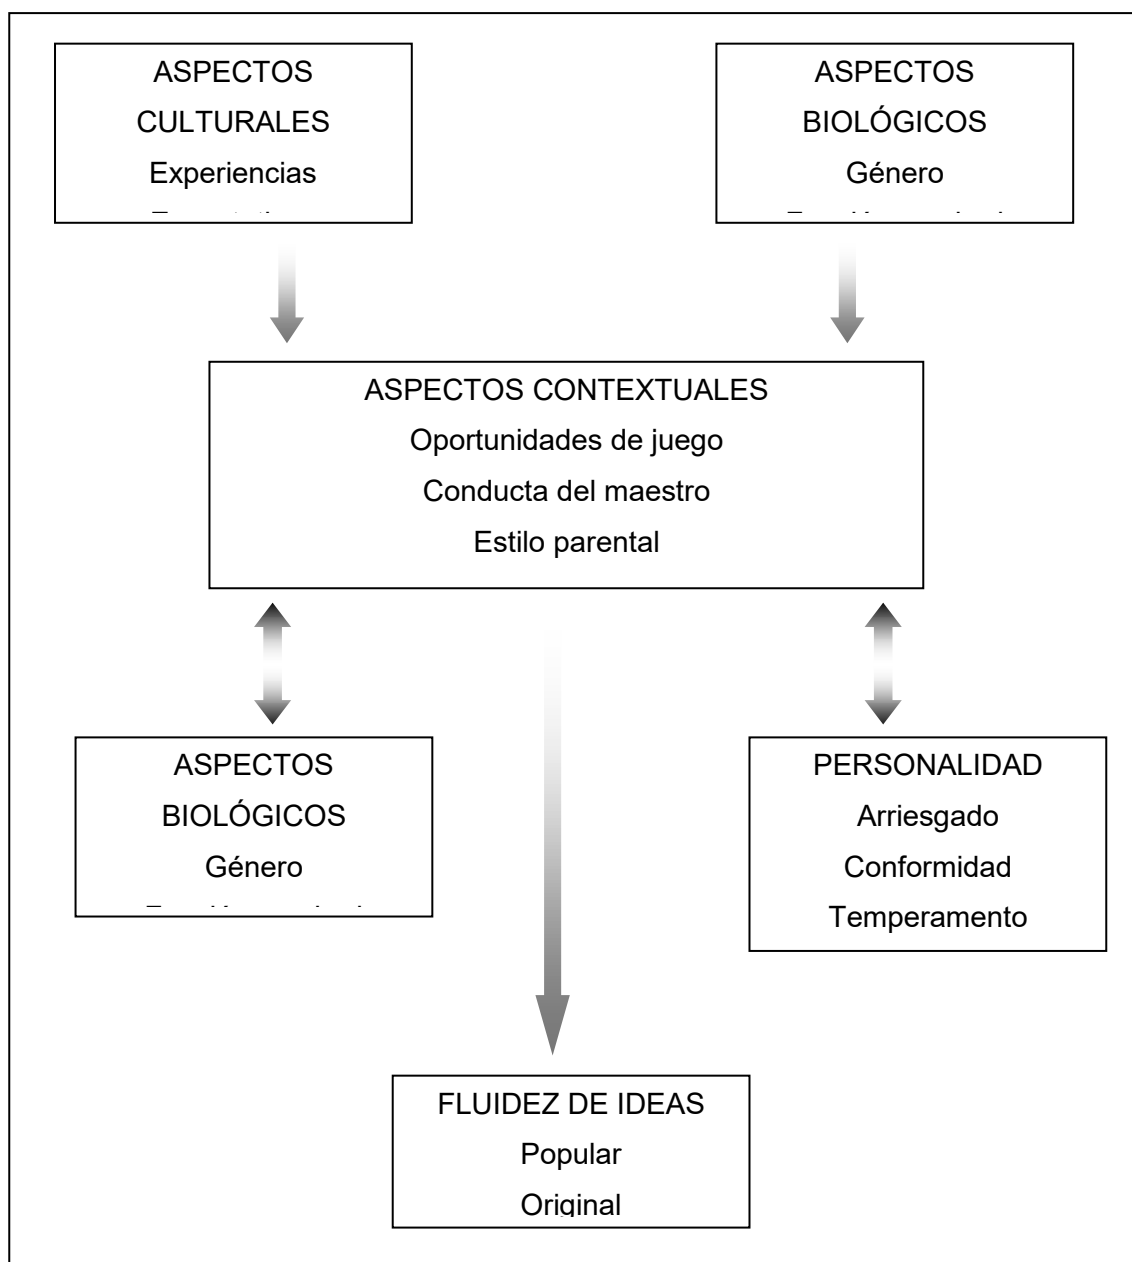 ASPECTOS
CULTURALES
Experiencias
ASPECTOS
BIOLÓGICOS
Género
ASPECTOS CONTEXTUALES
Oportunidades de juego
Conducta del maestro
Estilo parental
ASPECTOS
BIOLÓGICOS
Género
PERSONALIDAD
Arriesgado
Conformidad
Temperamento
FLUIDEZ DE IDEAS
Popular
Original